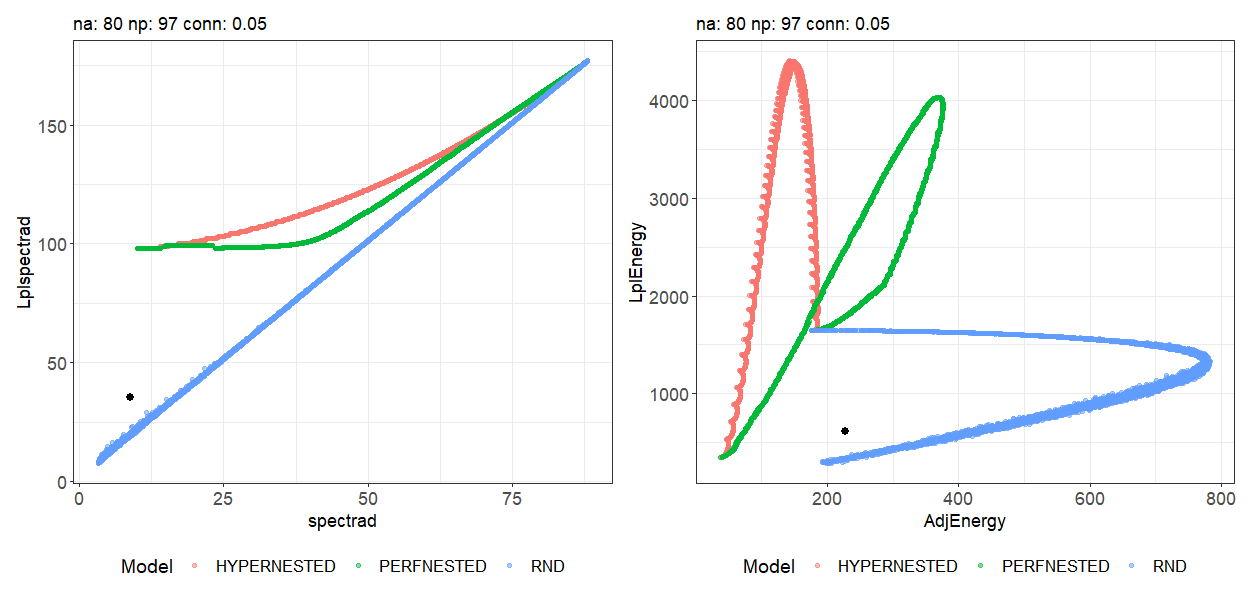 na: 80 np: 97 conn: 0.05
150
100
50
0
Lplspectrad
0 25 50 75
spectrad
Model HYPERNESTED PERFNESTED RND
na: 80 np: 97 conn: 0.05
4000
3000
2000
1000
LplEnergy
200 400 600 800
AdjEnergy
Model HYPERNESTED PERFNESTED RND